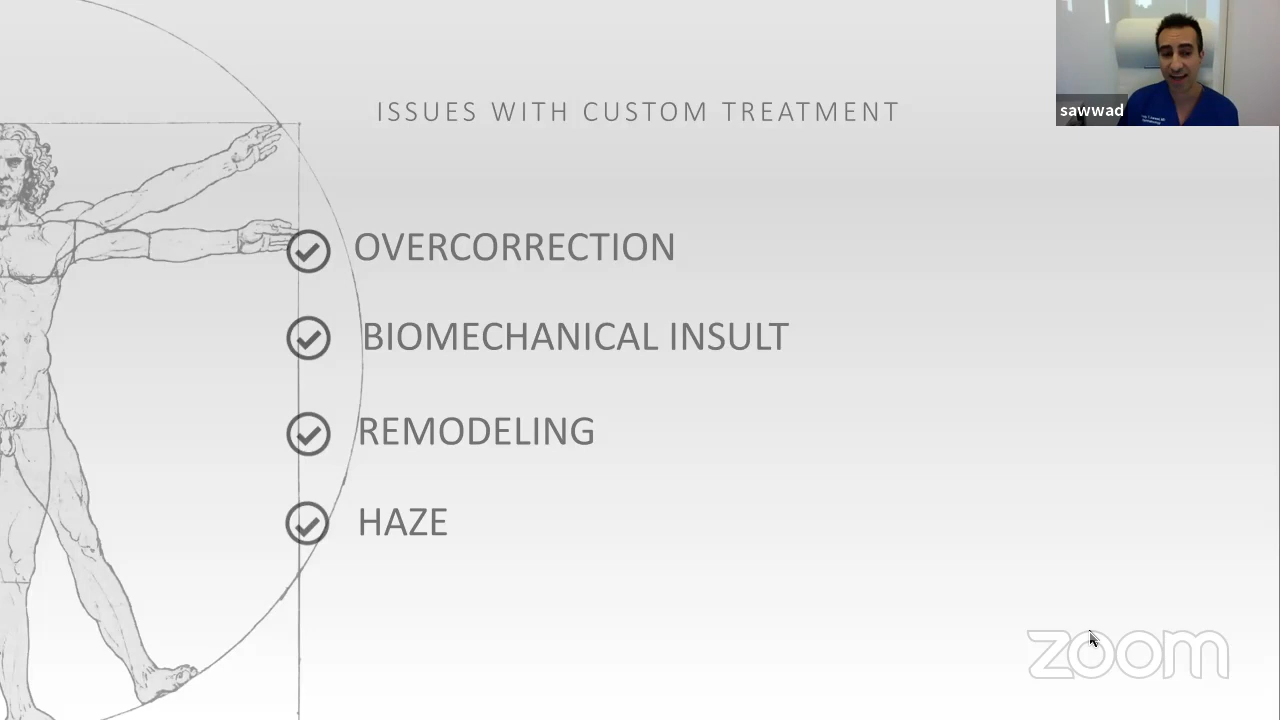 ISSUES WITH CUSTOM TREATMENT
sawwad
OVERCORRECTION
BIOMECHANICAL INSULT
REMODELING
HAZE
zoom